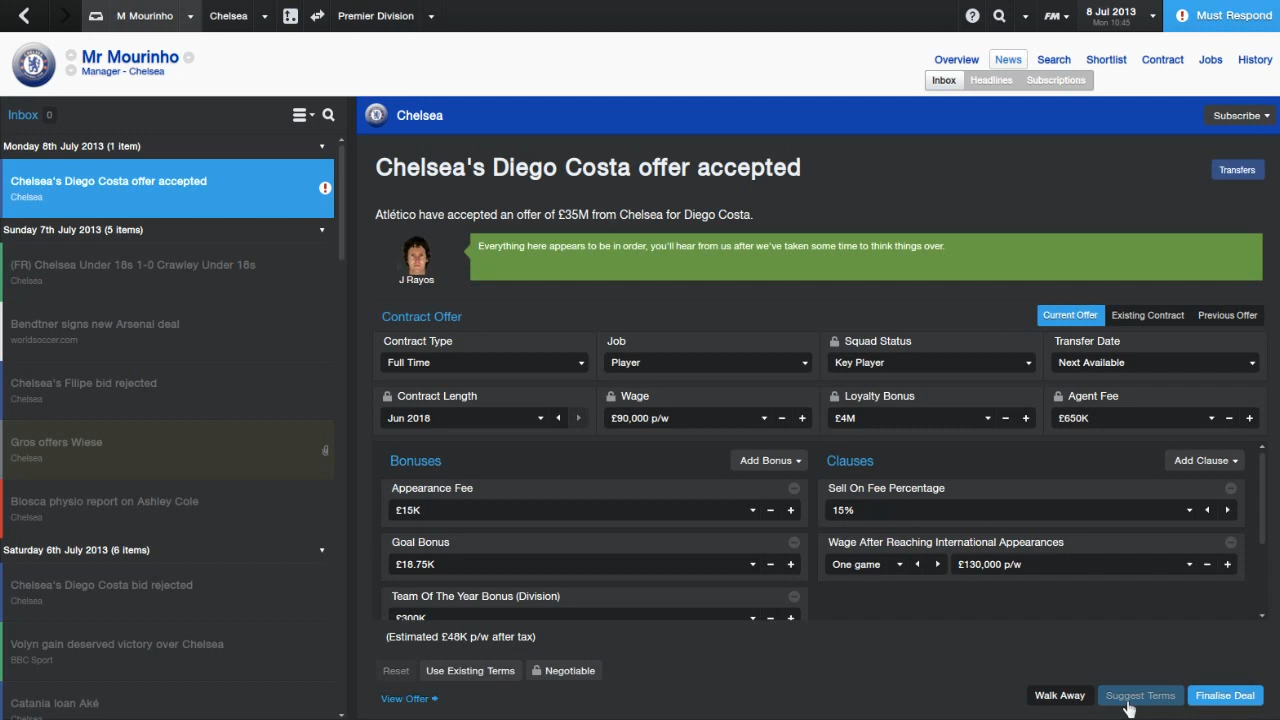 M Mourinho
Chelsea
Premier Division
FM
8 Jul 2013
Mon 10:45
Must Respond
Mr Mourinho
Manager - Chelsea
Overview
News
Search
Shortlist
Contract
Jobs
History
Inbox
Headlines
Subscriptions
Inbox 0
Monday 8th July 2013 (1 item)
Chelsea's Diego Costa offer accepted
Chelsea
Sunday 7th July 2013 (5 items)
(FR) Chelsea Under 18s 1-0 Crawley Under 18s
Chelsea
Bendtner signs new Arsenal deal
worldsoccer.com
Chelsea's Filipe bid rejected
Chelsea
Gros offers Wiese
Chelsea
Biosca physio report on Ashley Cole
Chelsea
Saturday 6th July 2013 (6 items)
Chelsea's Diego Costa bid rejected
Chelsea
Volyn gain deserved victory over Chelsea
BBC Sport
Catania loan Aké
Chelsea
Chelsea
Subscribe
Chelsea's Diego Costa offer accepted
Transfers
Atlético have accepted an offer of £35M from Chelsea for Diego Costa.
Everything here appears to be in order, you'll hear from us after we've taken some time to think things over.
J Rayos
Contract Offer
Current Offer
Existing Contract
Previous Offer
Contract Type
Job
Squad Status
Transfer Date
Full Time
Player
Key Player
Next Available
Contract Length
Wage
Loyalty Bonus
Agent Fee
Jun 2018
£90,000 p/w
£4M
£650K
Bonuses
Add Bonus
Clauses
Add Clause
Appearance Fee
Sell On Fee Percentage
£15K
15%
Goal Bonus
Wage After Reaching International Appearances
£18.75K
One game
£130,000 p/w
Team Of The Year Bonus (Division)
£300K
(Estimated £48K p/w after tax)
Reset
Use Existing Terms
Negotiable
View Offer
Walk Away
Suggest Terms
Finalise Deal